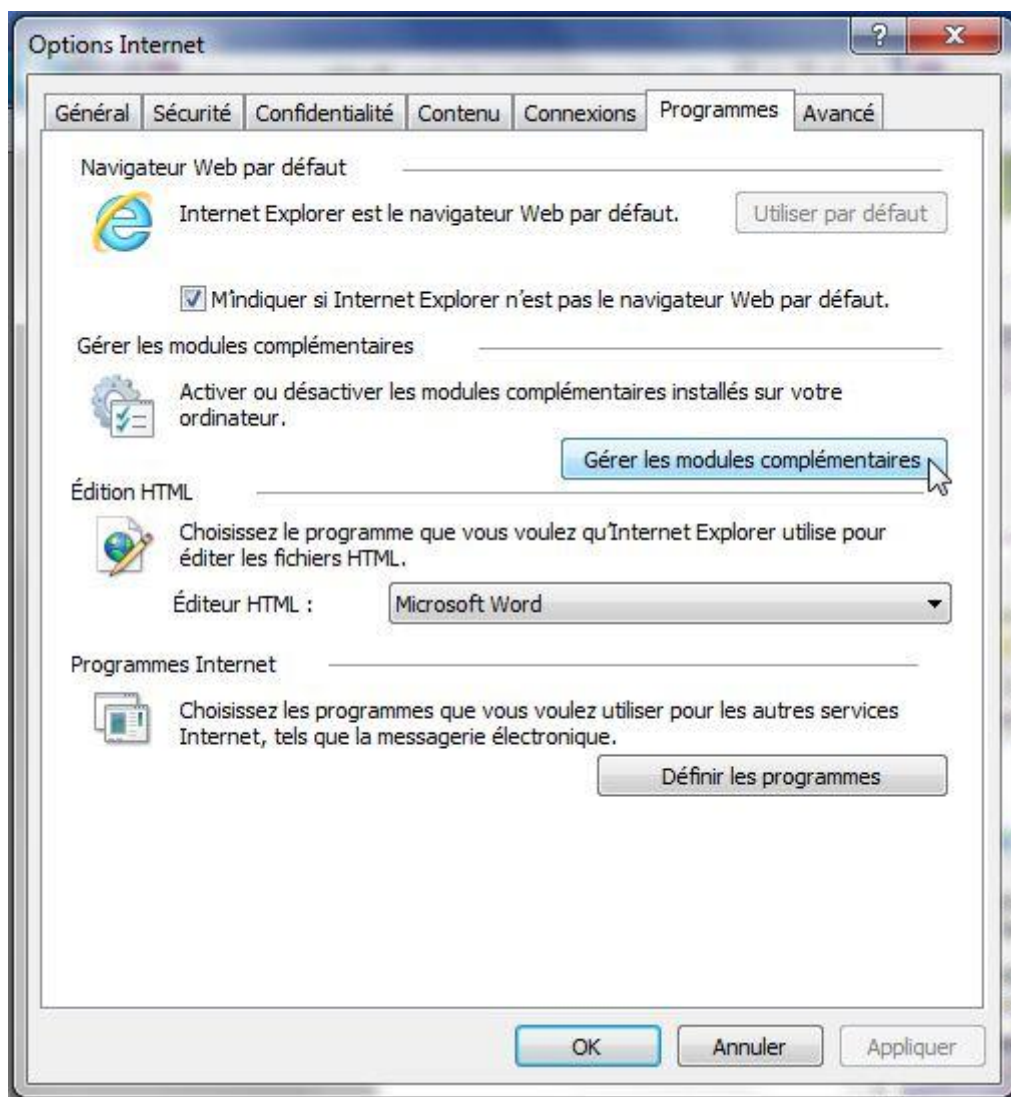 Options Internet
Général Sécurité Confidentialité Contenu Connexions Programmes Avancé
Navigateur Web par défaut
Internet Explorer est le navigateur Web par défaut. Utiliser par défaut
M'indiquer si Internet Explorer n'est pas le navigateur Web par défaut.
Gérer les modules complémentaires
Activer ou désactiver les modules complémentaires installés sur votre
ordinateur.
Gérer les modules complémentaires
Édition HTML
Choisissez le programme que vous voulez qu'Internet Explorer utilise pour
éditer les fichiers HTML.
Éditeur HTML : Microsoft Word
Programmes Internet
Choisissez les programmes que vous voulez utiliser pour les autres services
Internet, tels que la messagerie électronique.
Définir les programmes
OK Annuler Appliquer